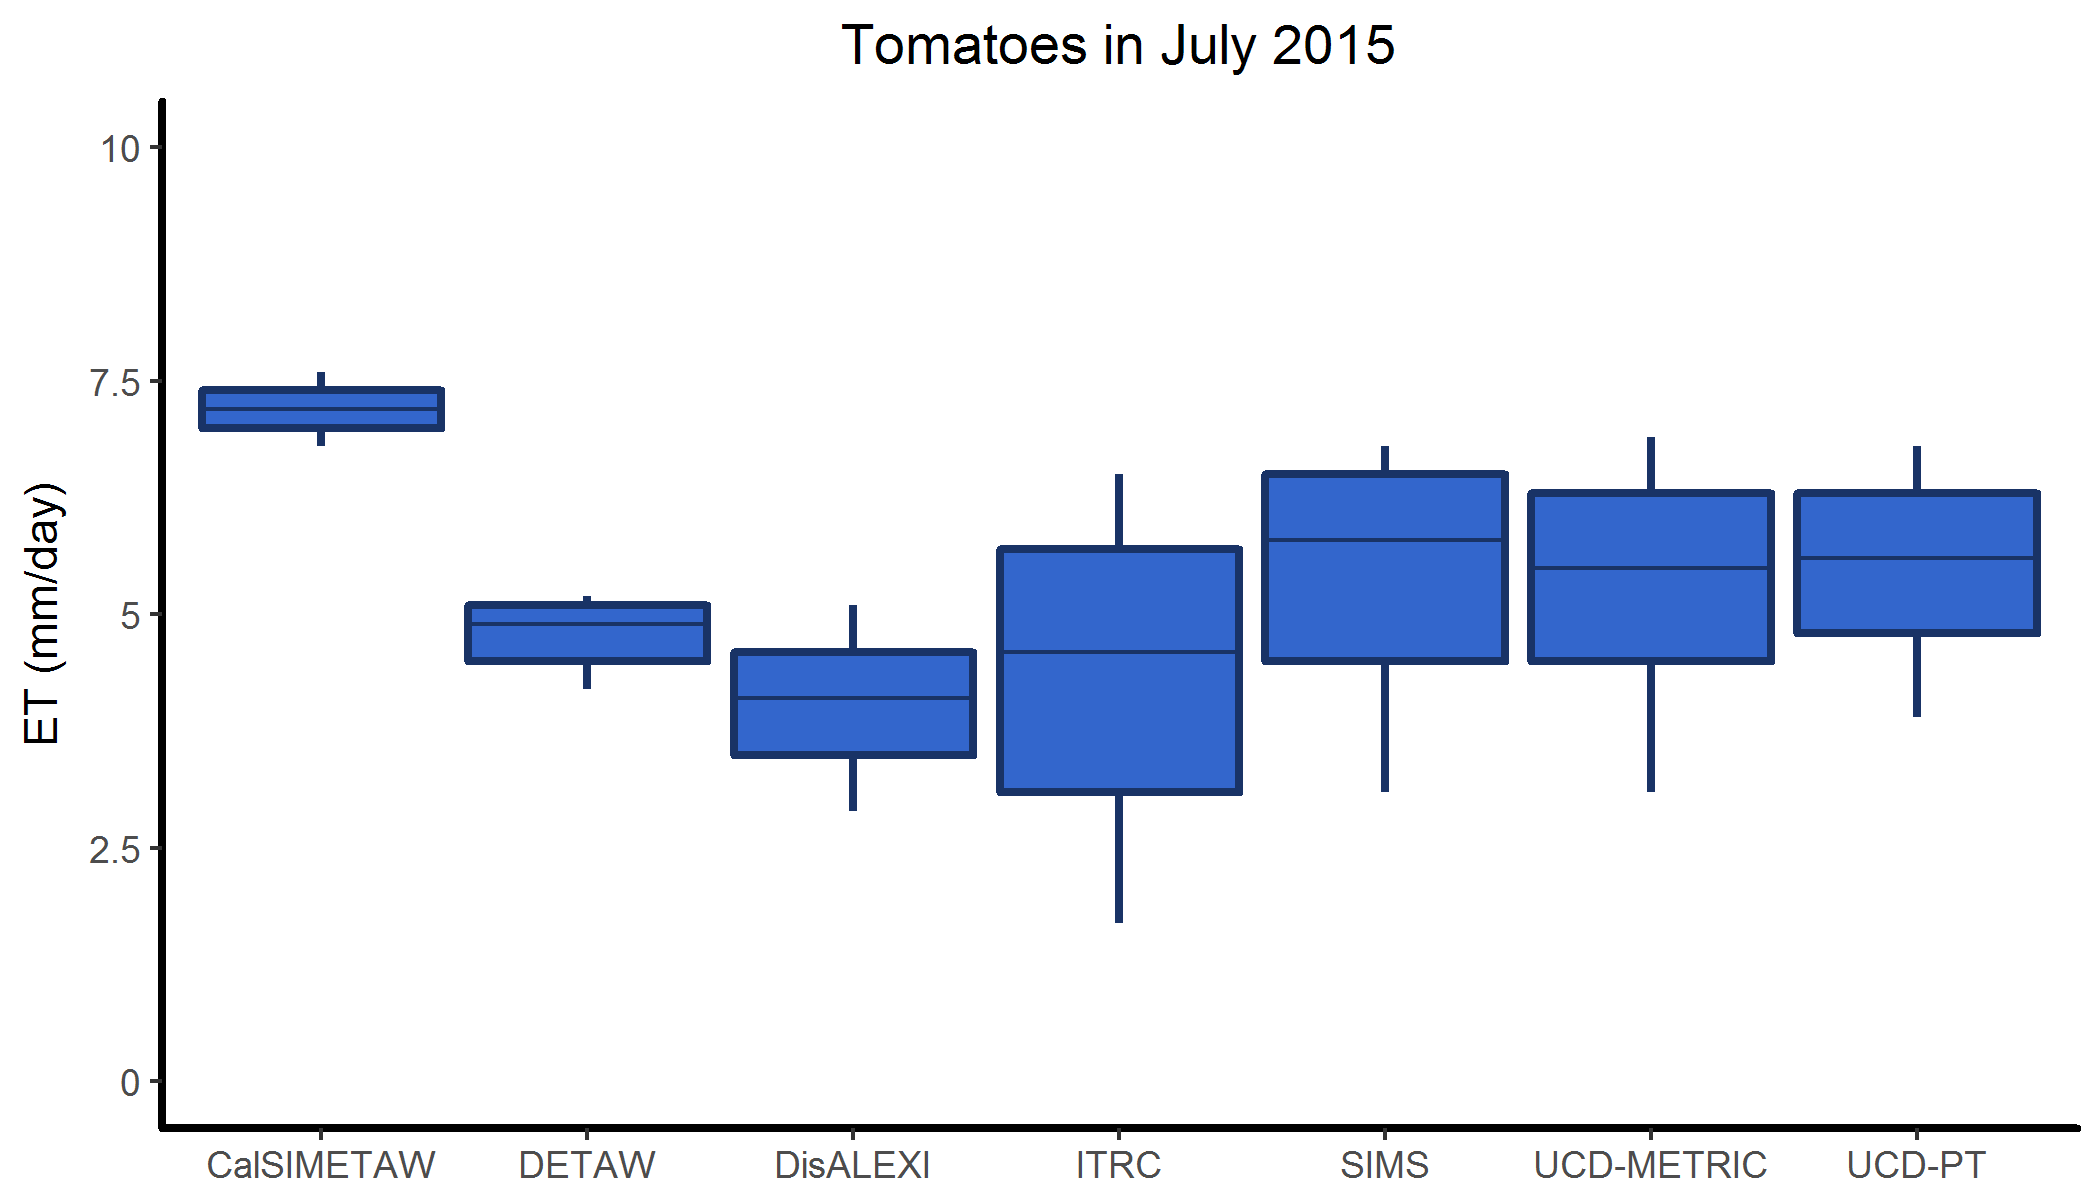 Tomatoes in July 2015
ET (mm/day)
10
7.5
5
2.5
0
CalSIMETAW DETAW DisALEXI ITRC SIMS UCD-METRIC UCD-PT